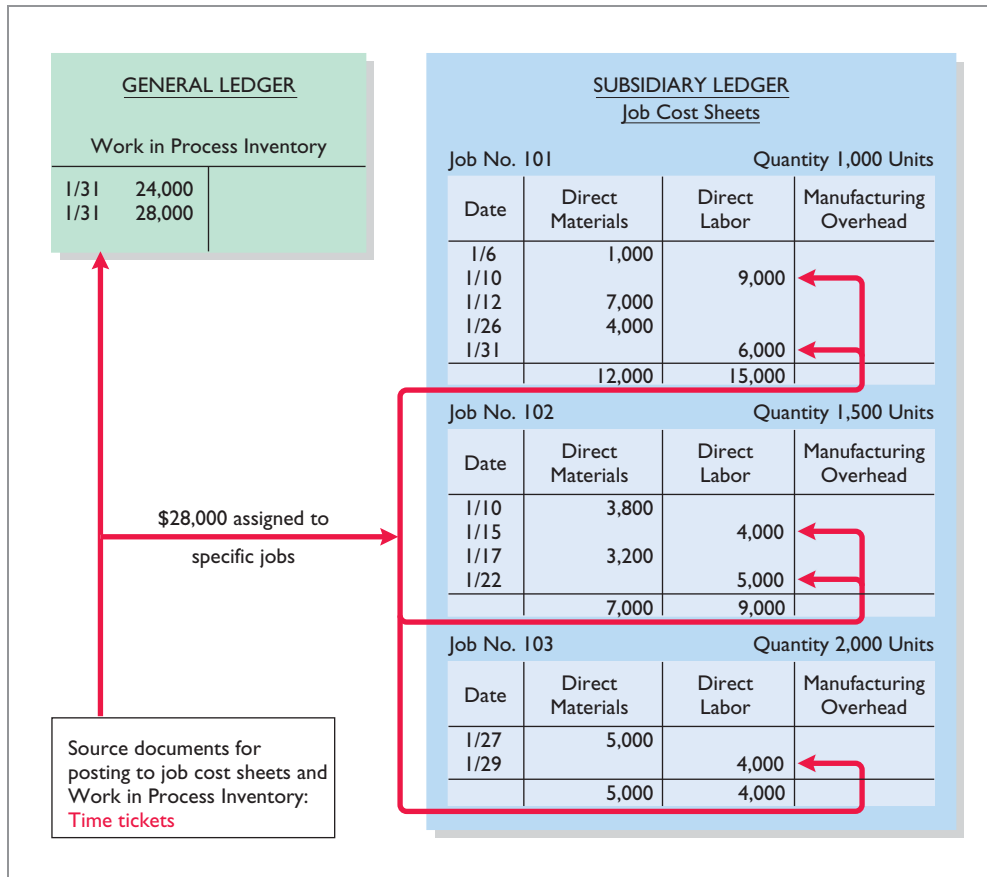 GENERAL LEDGER
Work in Process Inventory
1/31 24,000
1/31 28,000
SUBSIDIARY LEDGER
Job Cost Sheets
Job No. 101 Quantity 1,000 Units
Date Direct Materials Direct Labor Manufacturing Overhead
1/6 1,000
1/10 9,000
1/12 7,000
1/26 4,000
1/31 6,000
12,000 15,000
Job No. 102 Quantity 1,500 Units
Date Direct Materials Direct Labor Manufacturing Overhead
1/10 3,800
1/15 4,000
1/17 3,200
1/22 5,000
7,000 9,000
Job No. 103 Quantity 2,000 Units
Date Direct Materials Direct Labor Manufacturing Overhead
1/27 5,000
1/29 4,000
5,000 4,000
$28,000 assigned to
specific jobs
Source documents for
posting to job cost sheets and
Work in Process Inventory:
Time tickets